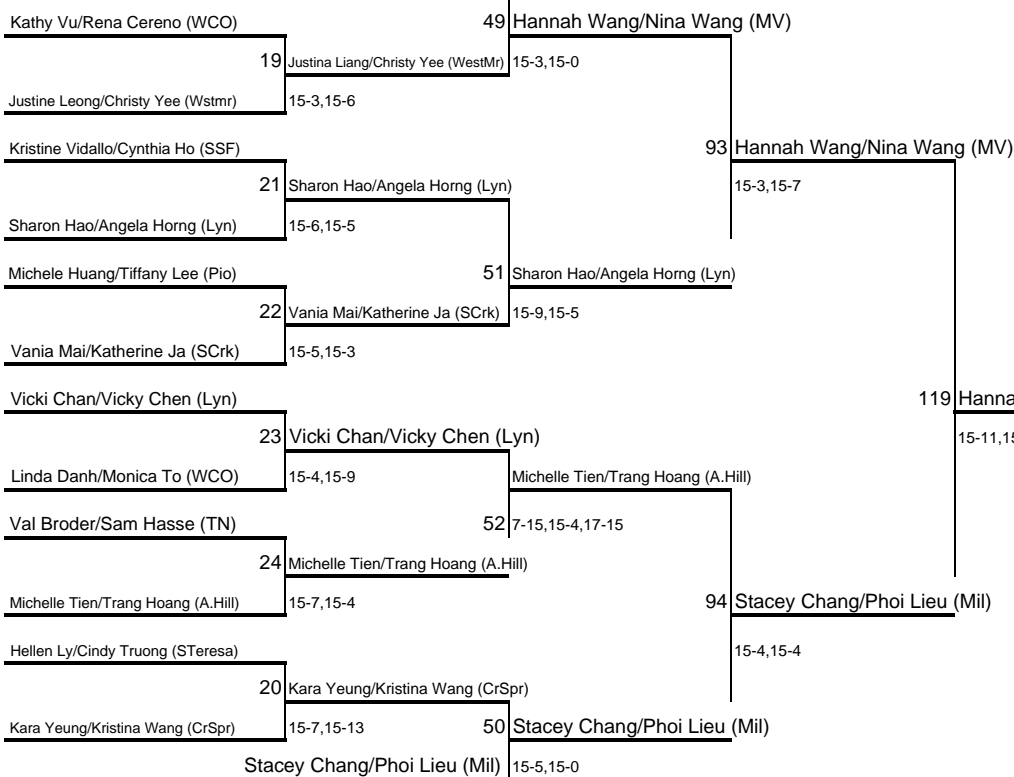 Kathy Vu/Rena Cereno (WCO)
49 Hannah Wang/Nina Wang (MV)
19 Justina Liang/Christy Yee (WestMr) 15-3,15-0
Justine Leong/Christy Yee (Wstmr) 15-3,15-6
Kristine Vidallo/Cynthia Ho (SSF)
93 Hannah Wang/Nina Wang (MV)
21 Sharon Hao/Angela Horng (Lyn) 15-3,15-7
Sharon Hao/Angela Horng (Lyn) 15-6,15-5
Michele Huang/Tiffany Lee (Pio) 51 Sharon Hao/Angela Horng (Lyn)
22 Vania Mai/Katherine Ja (SCrk) 15-9,15-5
Vania Mai/Katherine Ja (SCrk) 15-5,15-3
Vicki Chan/Vicky Chen (Lyn) 119 Hanna
23 Vicki Chan/Vicky Chen (Lyn) 15-11,15
Linda Danh/Monica To (WCO) 15-4,15-9 Michelle Tien/Trang Hoang (A.Hill)
Val Broder/Sam Hasse (TN) 52 7-15,15-4,17-15
24 Michelle Tien/Trang Hoang (A.Hill)
Michelle Tien/Trang Hoang (A.Hill) 15-7,15-4 94 Stacey Chang/Phoi Lieu (Mil)
Hellen Ly/Cindy Truong (STeresa) 15-4,15-4
20 Kara Yeung/Kristina Wang (CrSpr)
Kara Yeung/Kristina Wang (CrSpr) 15-7,15-13 50 Stacey Chang/Phoi Lieu (Mil)
Stacey Chang/Phoi Lieu (Mil) 15-5,15-0